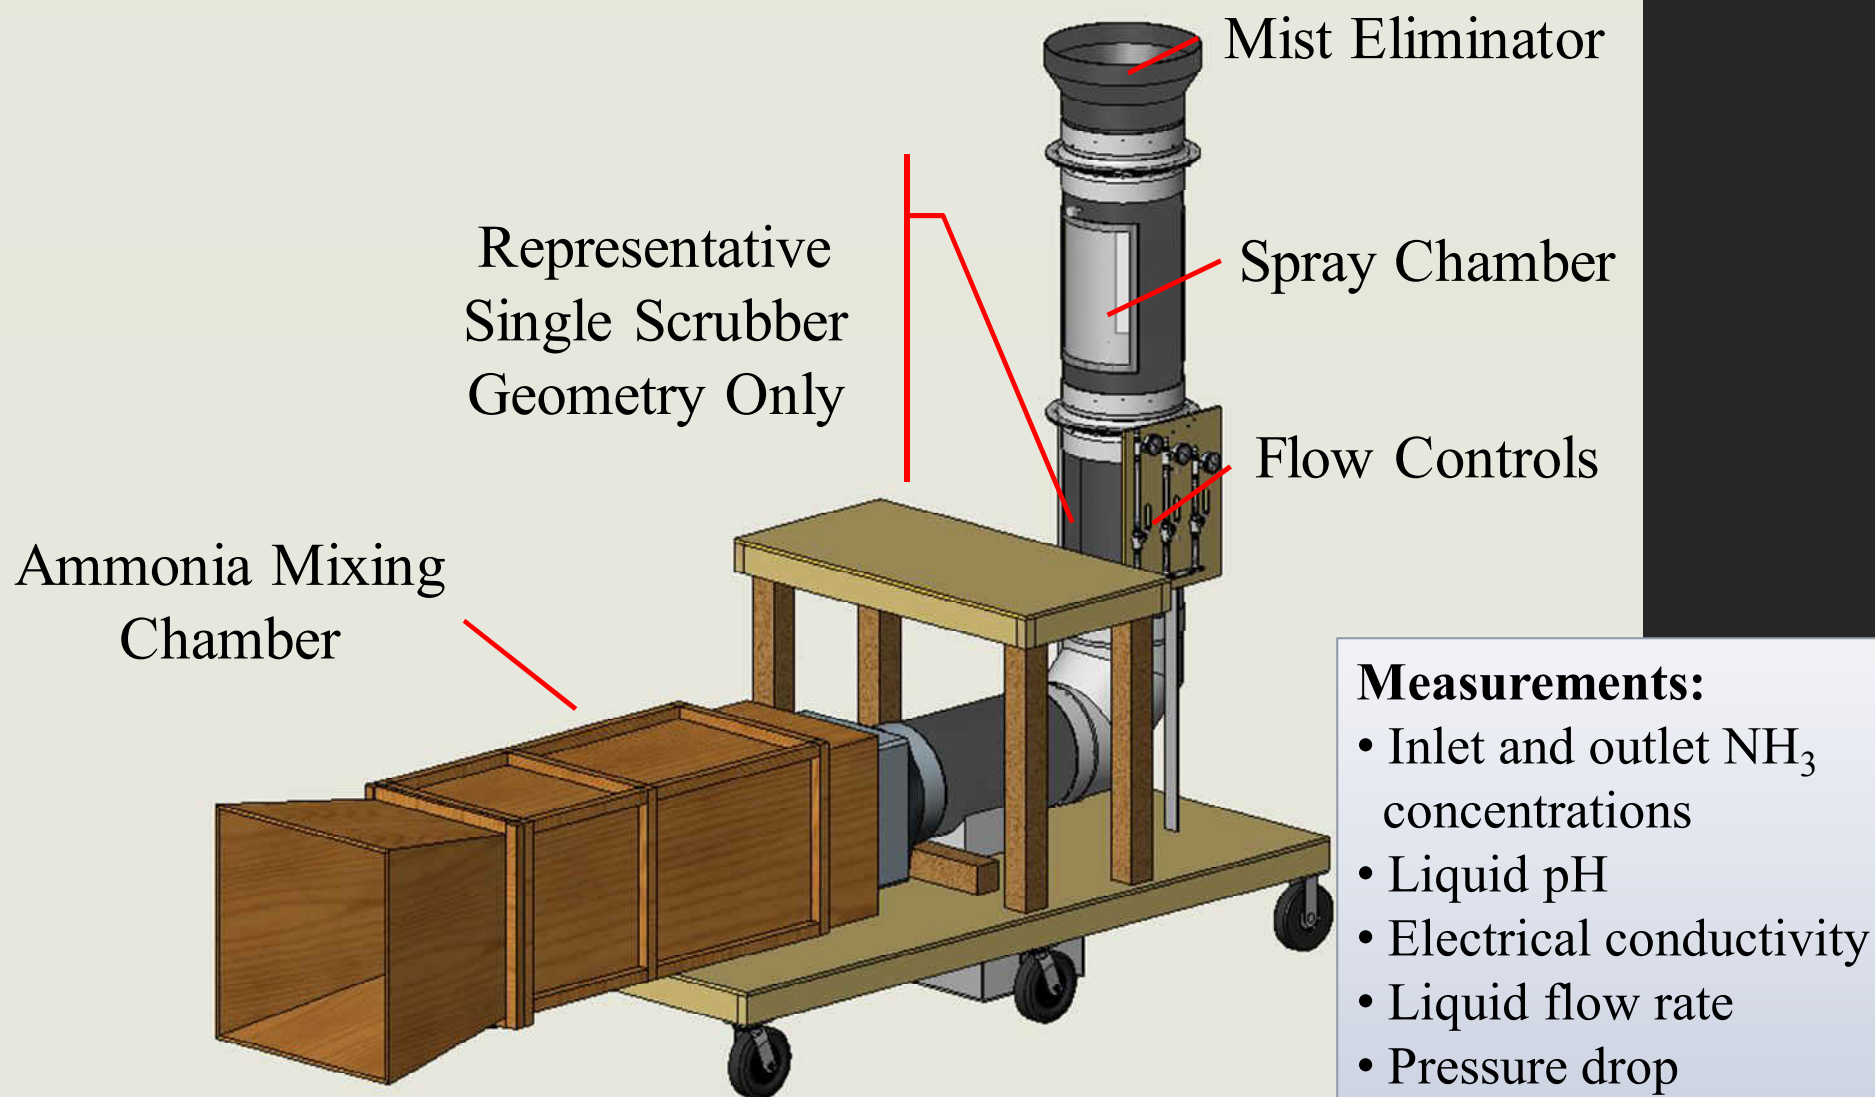 Mist Eliminator
Representative
Single Scrubber
Geometry Only
Spray Chamber
Flow Controls
Ammonia Mixing
Chamber
Measurements:
• Inlet and outlet NH₃
concentrations
• Liquid pH
• Electrical conductivity
• Liquid flow rate
• Pressure drop